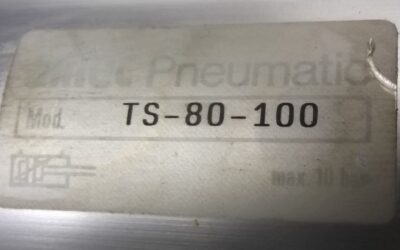 Pneumatic
Mod. TS-80-100
max. 10 bar